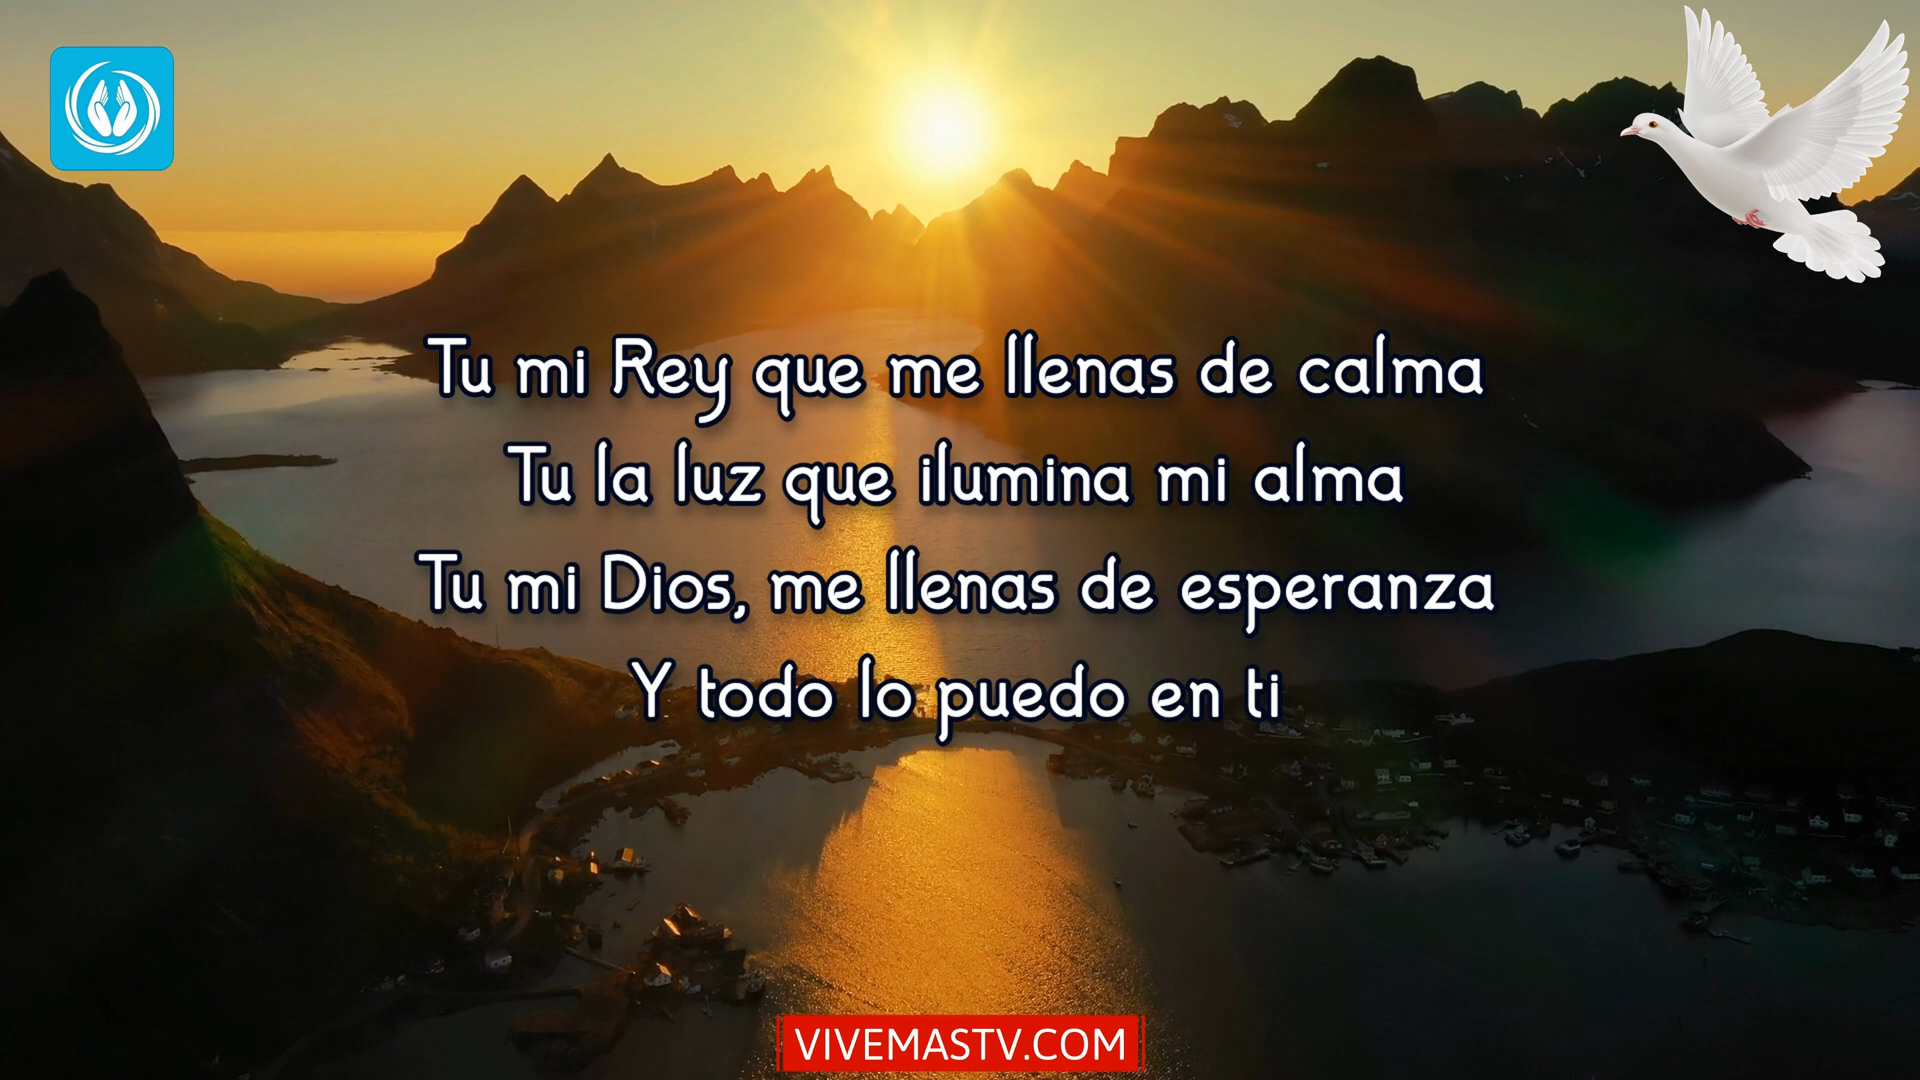 Tu mi Rey que me llenas de calma
Tu la luz que ilumina mi alma
Tu mi Dios, me llenas de esperanza
Y todo lo puedo en ti
VIVEMASTV.COM